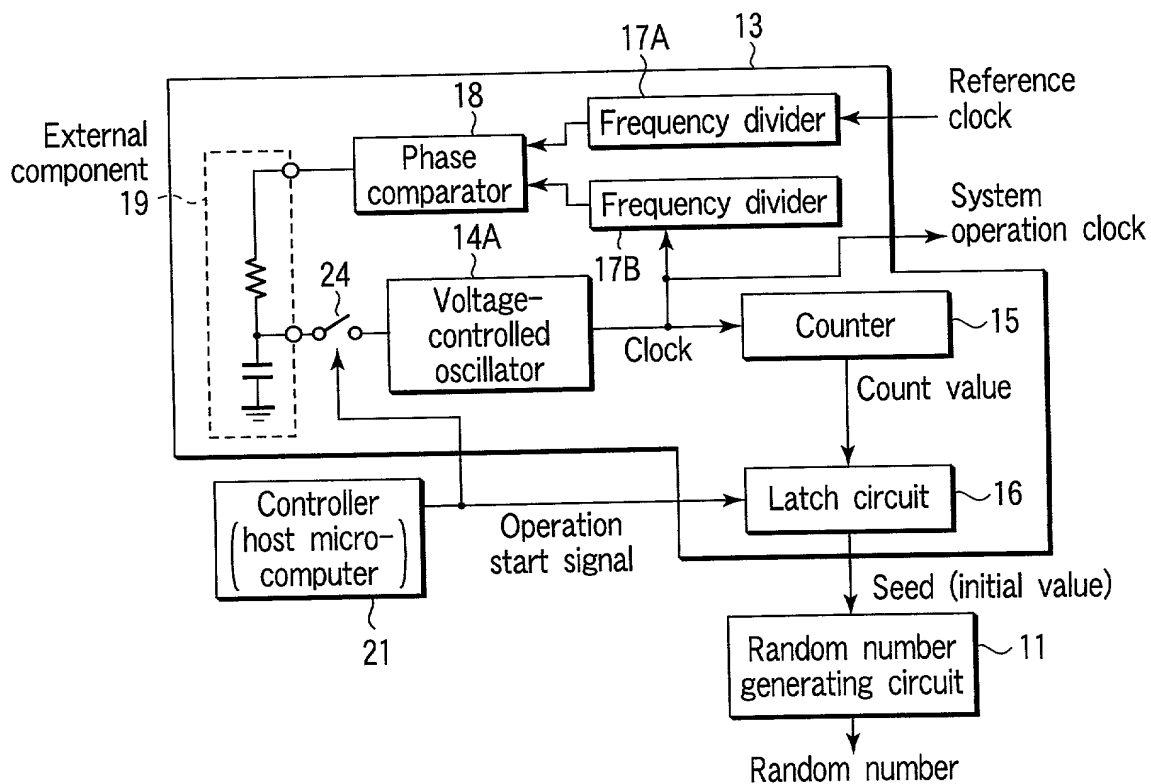 13
17A
Reference
clock
Frequency divider
18
External
component
19
Phase
comparator
Frequency divider
System
operation clock
14A
17B
24
Voltage-
controlled
oscillator
Clock
Counter
15
Count value
Controller
(host micro-
computer)
21
Operation
start signal
Latch circuit
16
Seed (initial value)
Random number
generating circuit
11
Random number